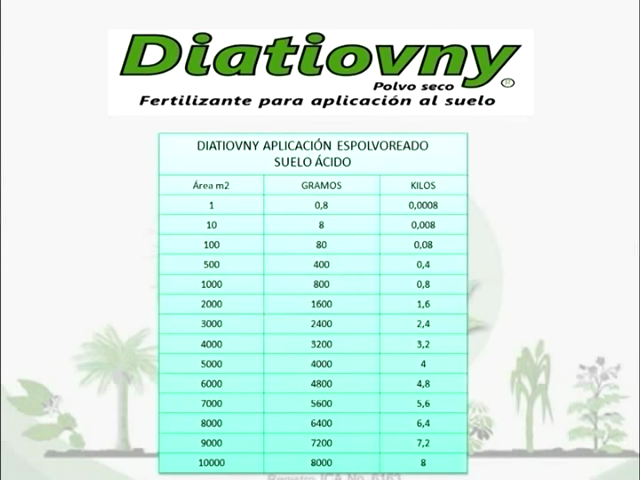 Diatiovny
Polvo seco
Fertilizante para aplicación al suelo
DIATIOVNY APLICACIÓN ESPOLVOREADO
SUELO ÁCIDO
Área m2 GRAMOS KILOS
1 0,8 0,0008
10 8 0,008
100 80 0,08
500 400 0,4
1000 800 0,8
2000 1600 1,6
3000 2400 2,4
4000 3200 3,2
5000 4000 4
6000 4800 4,8
7000 5600 5,6
8000 6400 6,4
9000 7200 7,2
10000 8000 8
Registro ICA No.